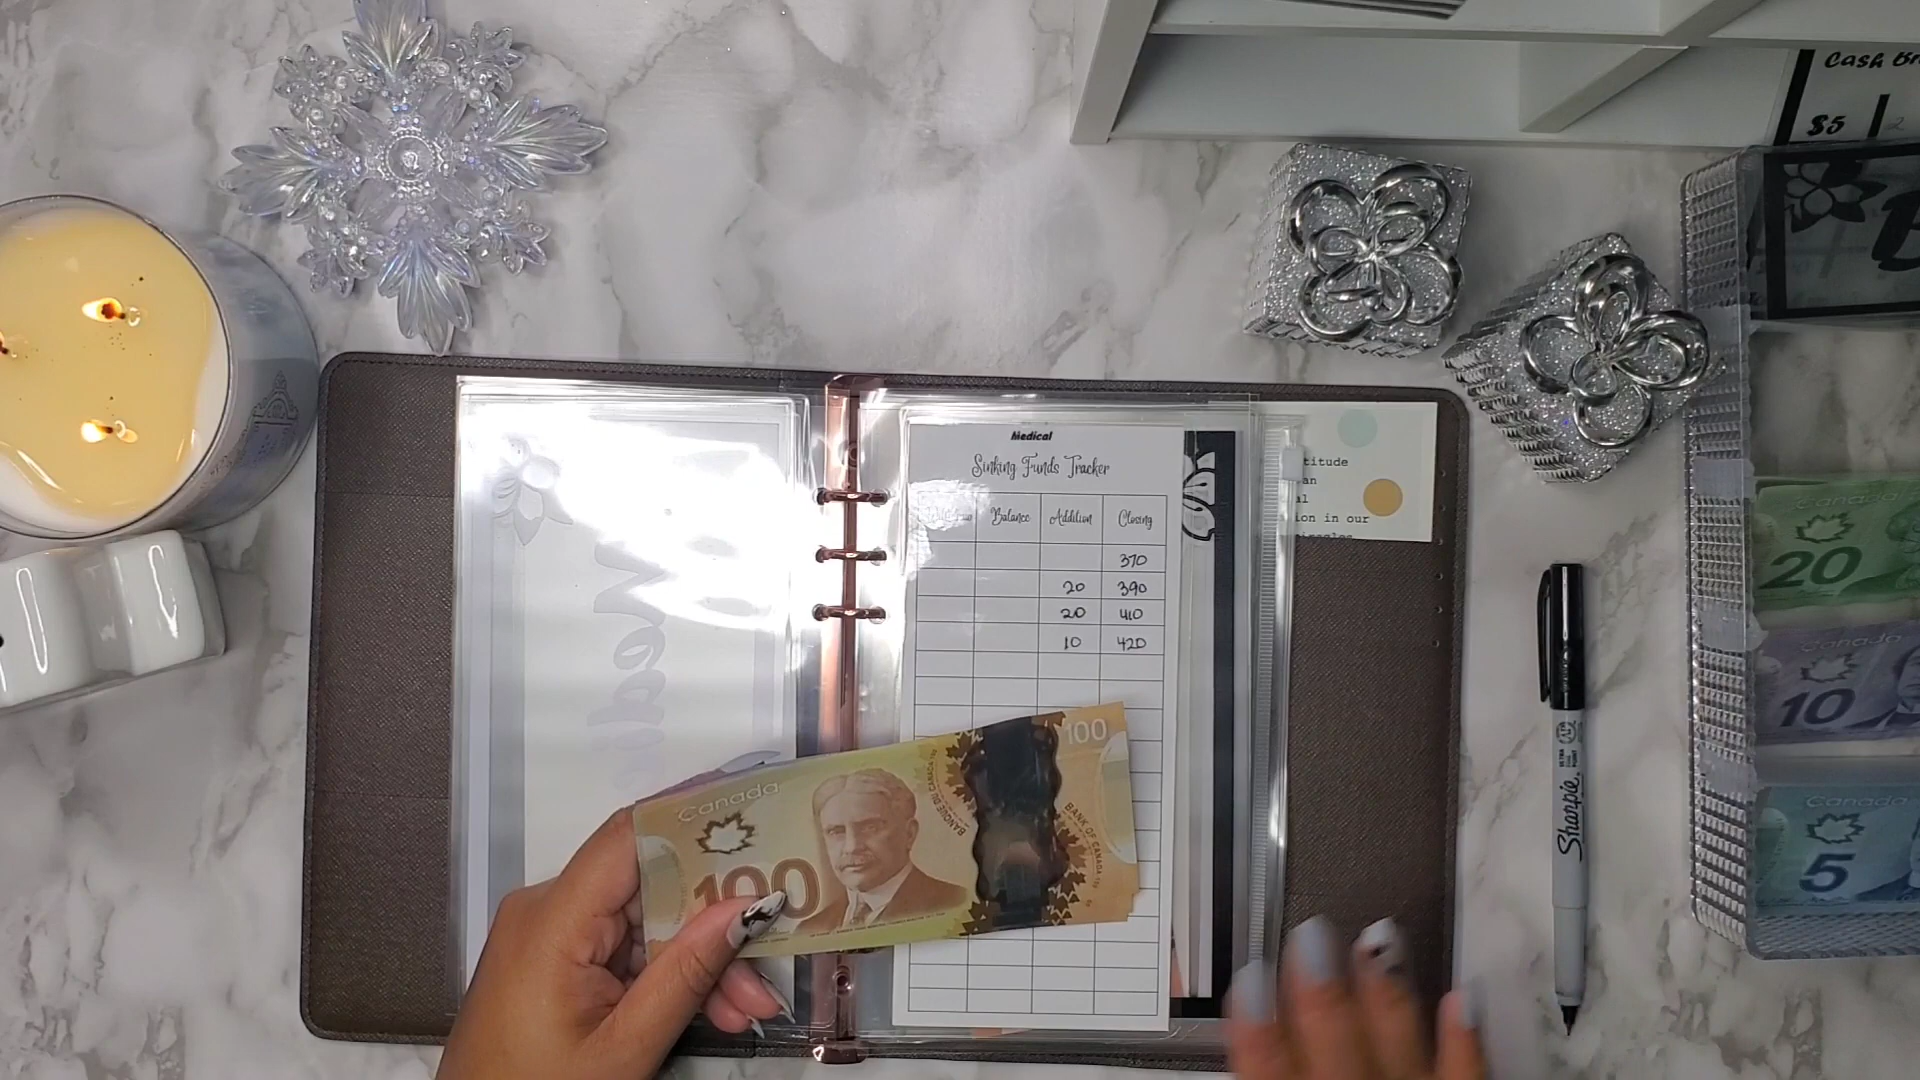 Cash
$5
Medical
Sinking Funds Tracker
Balance Addition Closing
370
20 390
20 410
10 420
titude
an
al
ion in our
Canada
100
100
BANQUE DU CANADA
BANK OF CANADA
Sharpie
Canada
20
Canada
10
Canada
5